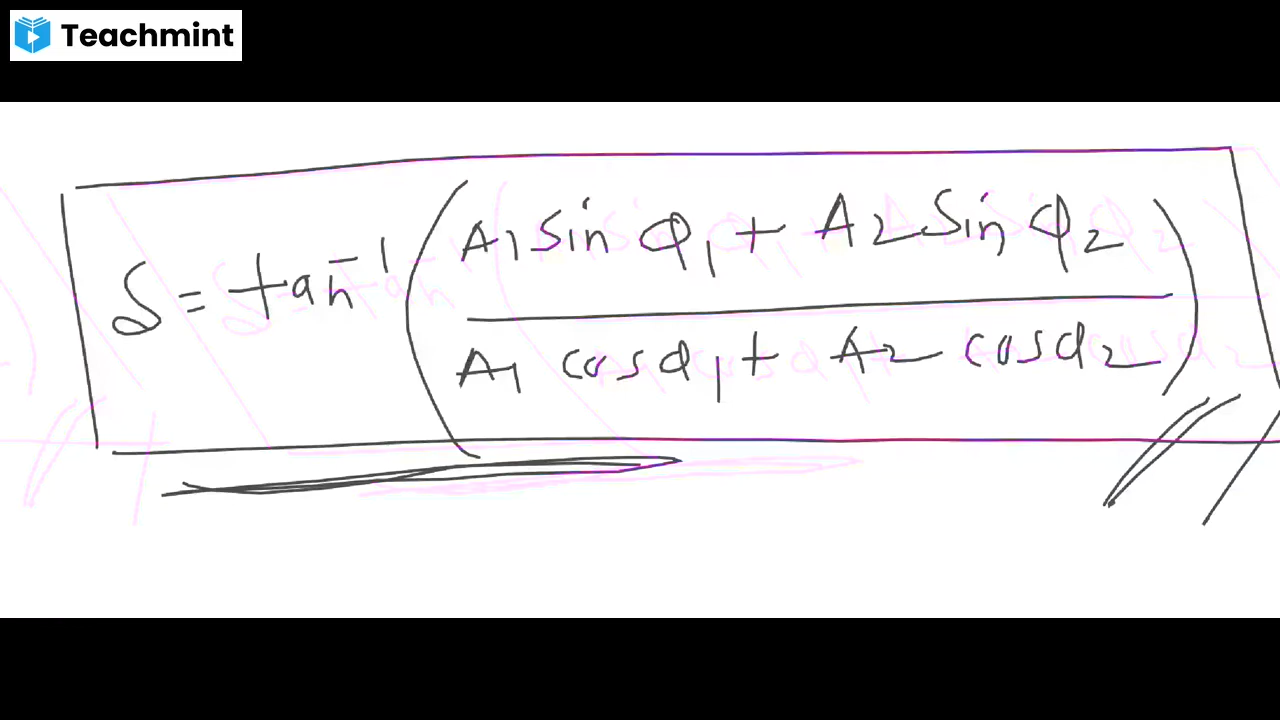 Teachmint
δ = tan⁻¹ ( A1 sin φ1 + A2 sin φ2
A1 cos φ1 + A2 cos φ2 )